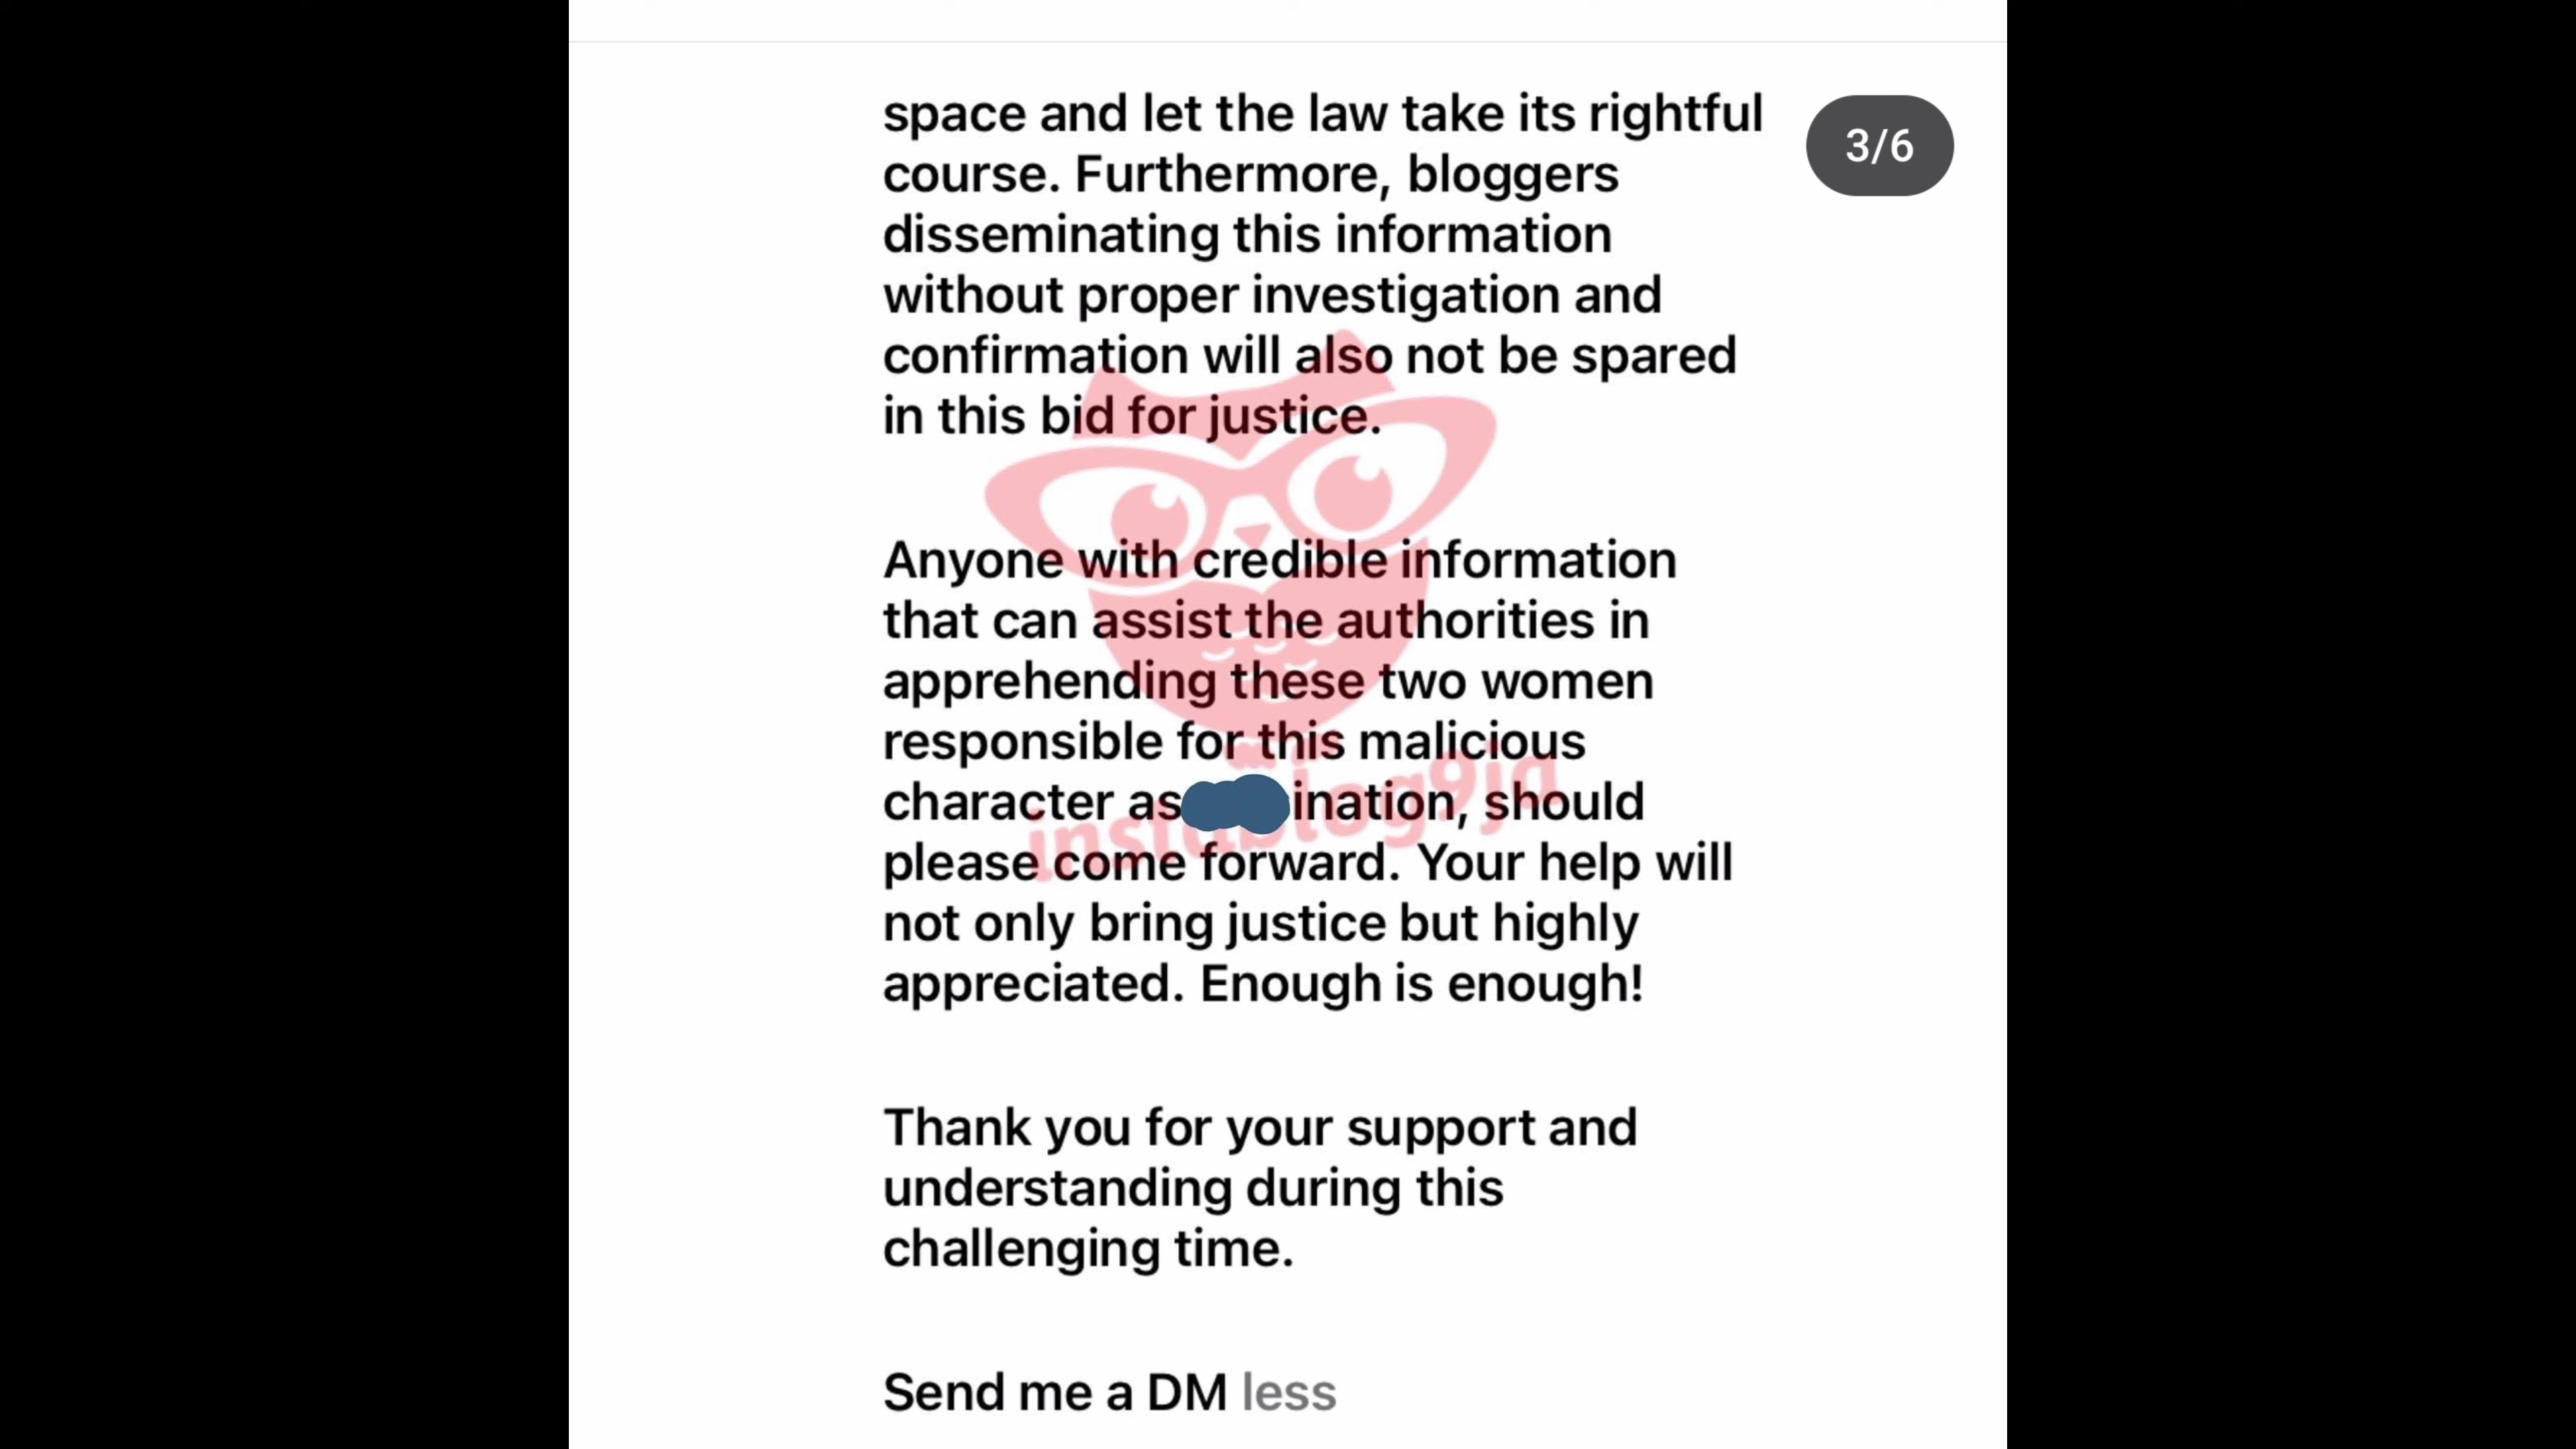 space and let the law take its rightful
3/6
course. Furthermore, bloggers
disseminating this information
without proper investigation and
confirmation will also not be spared
in this bid for justice.
Anyone with credible information
that can assist the authorities in
apprehending these two women
responsible for this malicious
character as ination, should
please come forward. Your help will
not only bring justice but highly
appreciated. Enough is enough!
Thank you for your support and
understanding during this
challenging time.
Send me a DM less
instablog9ja